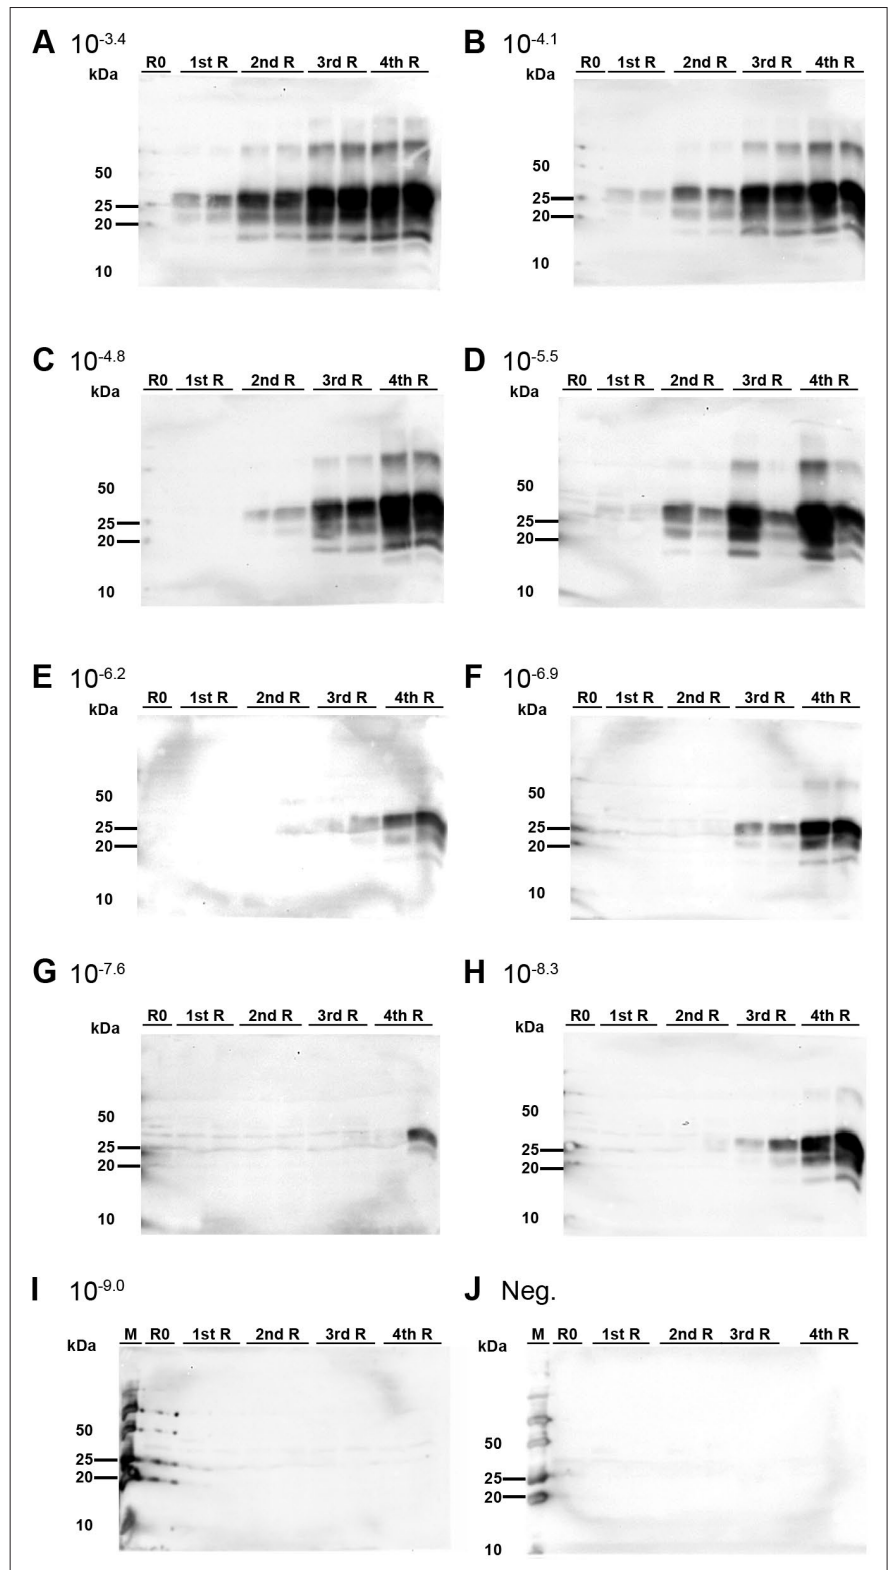 A 10-3.4
R0 1st R 2nd R 3rd R 4th R
kDa
50
25
20
10
B 10-4.1
R0 1st R 2nd R 3rd R 4th R
kDa
50
25
20
10
C 10-4.8
R0 1st R 2nd R 3rd R 4th R
kDa
50
25
20
10
D 10-5.5
R0 1st R 2nd R 3rd R 4th R
kDa
50
25
20
10
E 10-6.2
R0 1st R 2nd R 3rd R 4th R
kDa
50
25
20
10
F 10-6.9
R0 1st R 2nd R 3rd R 4th R
kDa
50
25
20
10
G 10-7.6
R0 1st R 2nd R 3rd R 4th R
kDa
50
25
20
10
H 10-8.3
R0 1st R 2nd R 3rd R 4th R
kDa
50
25
20
10
I 10-9.0
M R0 1st R 2nd R 3rd R 4th R
kDa
50
25
20
10
J Neg.
M R0 1st R 2nd R 3rd R 4th R
kDa
50
25
20
10